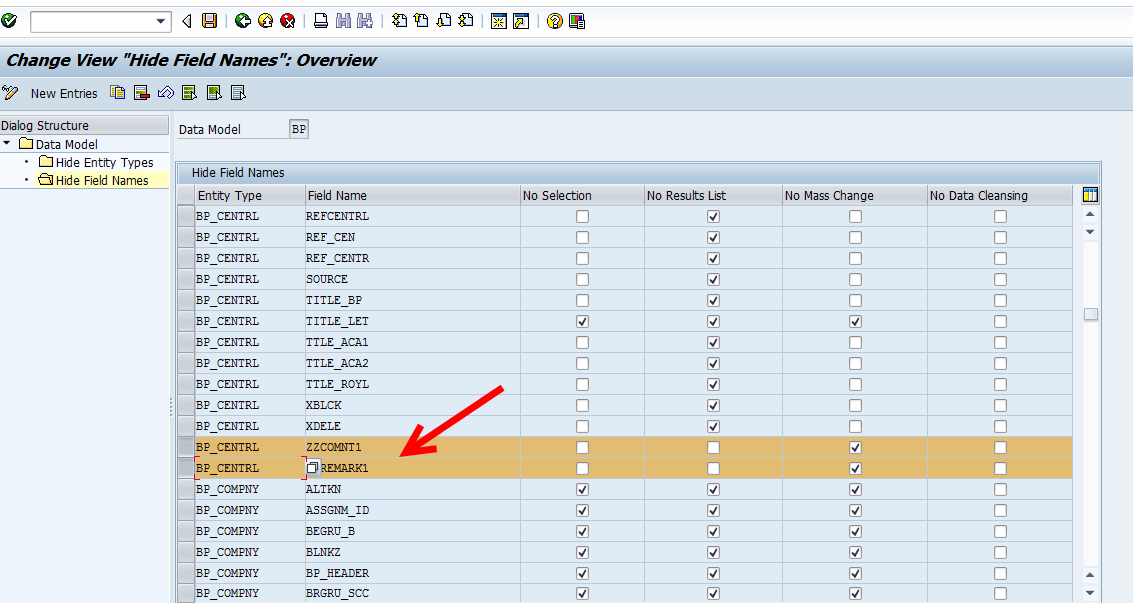 Change View "Hide Field Names": Overview
New Entries
Dialog Structure
Data Model
Hide Entity Types
Hide Field Names
Data Model BP
Hide Field Names
Entity Type Field Name No Selection No Results List No Mass Change No Data Cleansing
BP_CENTRL REFCENTRL
BP_CENTRL REF_CEN
BP_CENTRL REF_CENTR
BP_CENTRL SOURCE
BP_CENTRL TITLE_BP
BP_CENTRL TITLE_LET
BP_CENTRL TTLE_ACA1
BP_CENTRL TTLE_ACA2
BP_CENTRL TTLE_ROYL
BP_CENTRL XBLCK
BP_CENTRL XDELE
BP_CENTRL ZZCOMNT1
BP_CENTRL REMARK1
BP_COMPNY ALTKN
BP_COMPNY ASSGNM_ID
BP_COMPNY BEGRU_B
BP_COMPNY BLNKZ
BP_COMPNY BP_HEADER
BP_COMPNY BRGRU_SCC